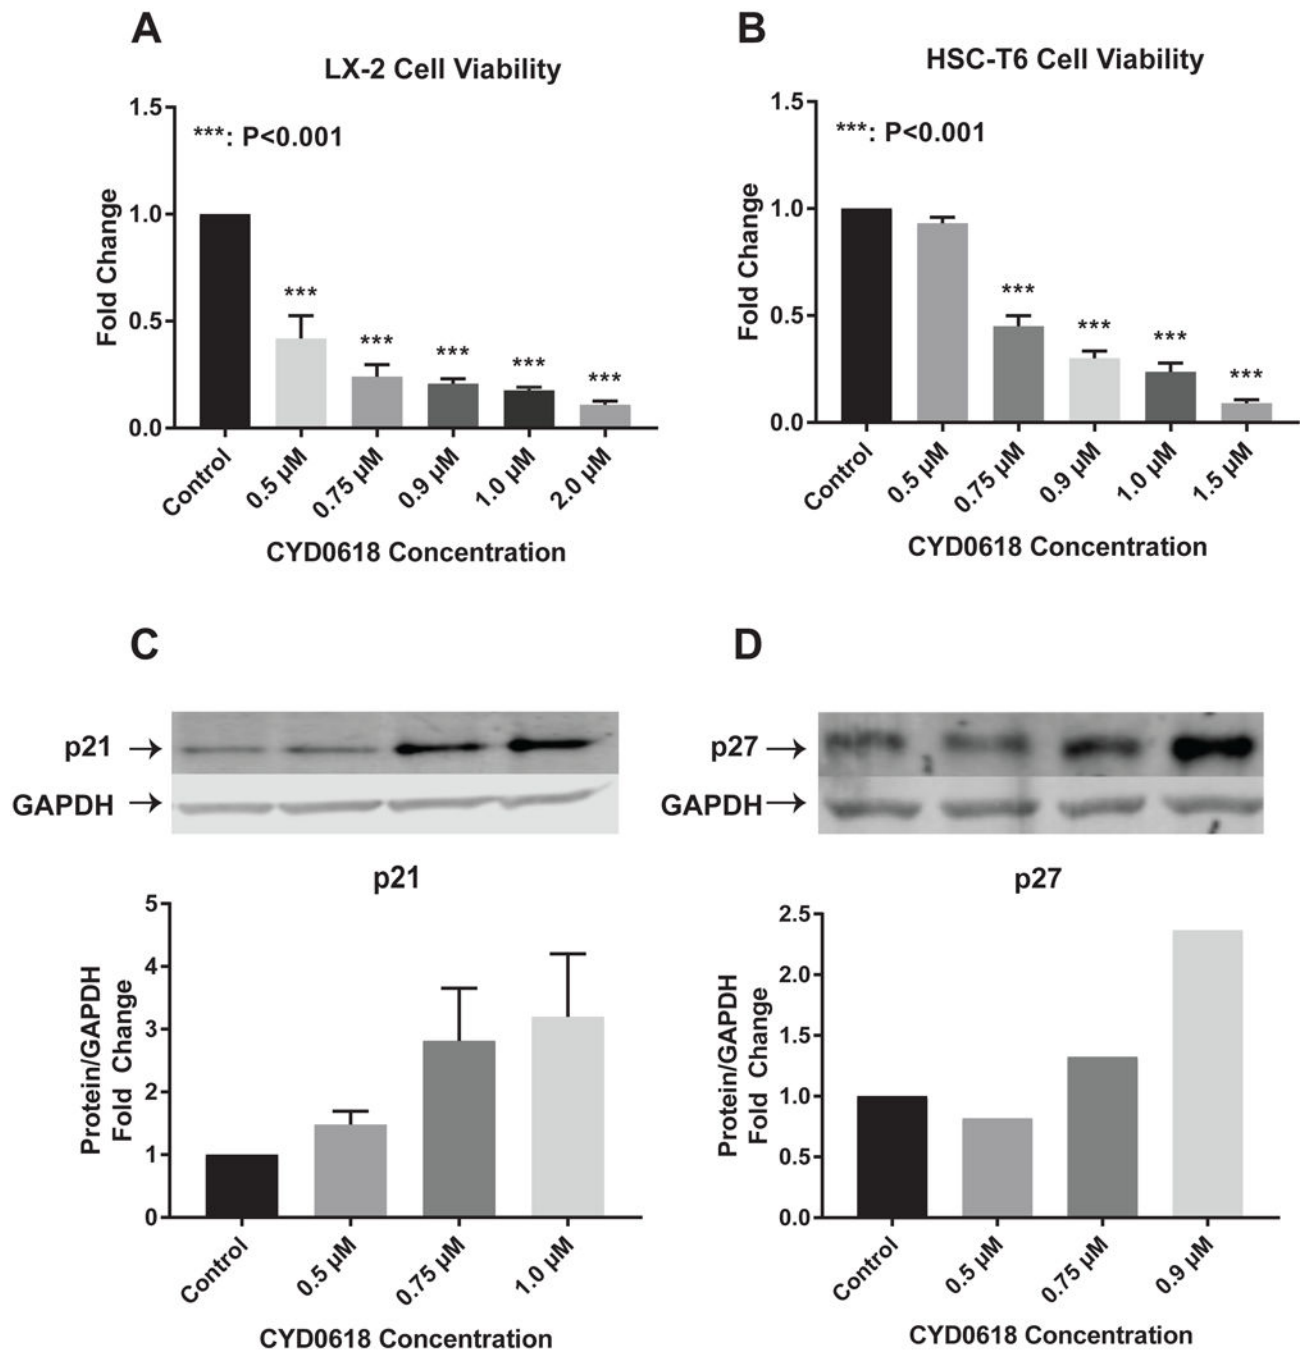 A
LX-2 Cell Viability
***: P<0.001
Fold Change
1.5
1.0
0.5
0.0
***
***
***
***
***
Control
0.5 µM
0.75 µM
0.9 µM
1.0 µM
2.0 µM
CYD0618 Concentration
B
HSC-T6 Cell Viability
***: P<0.001
Fold Change
1.5
1.0
0.5
0.0
***
***
***
***
Control
0.5 µM
0.75 µM
0.9 µM
1.0 µM
1.5 µM
CYD0618 Concentration
C
p21
GAPDH
p21
Protein/GAPDH
Fold Change
5
4
3
2
1
0
Control
0.5 µM
0.75 µM
1.0 µM
CYD0618 Concentration
D
p27
GAPDH
p27
Protein/GAPDH
Fold Change
2.5
2.0
1.5
1.0
0.5
0.0
Control
0.5 µM
0.75 µM
0.9 µM
CYD0618 Concentration